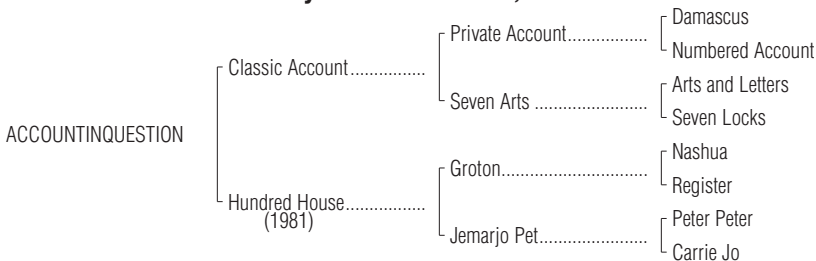 Damascus
Private Account................
Numbered Account
Classic Account...............
Arts and Letters
Seven Arts ......................
Seven Locks
ACCOUNTINQUESTION
Nashua
Groton.............................
Register
Hundred House................
(1981)
Peter Peter
Jemarjo Pet.....................
Carrie Jo